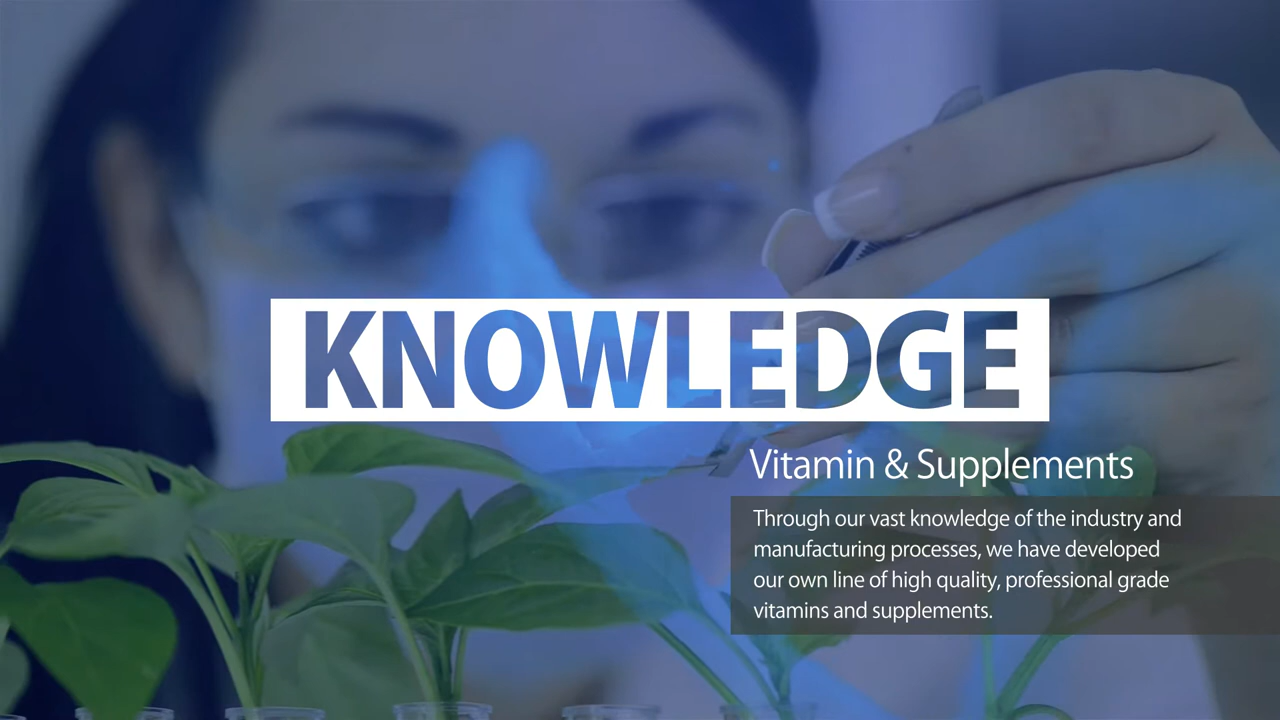 KNOWLEDGE
Vitamin & Supplements
Through our vast knowledge of the industry and
manufacturing processes, we have developed
our own line of high quality, professional grade
vitamins and supplements.